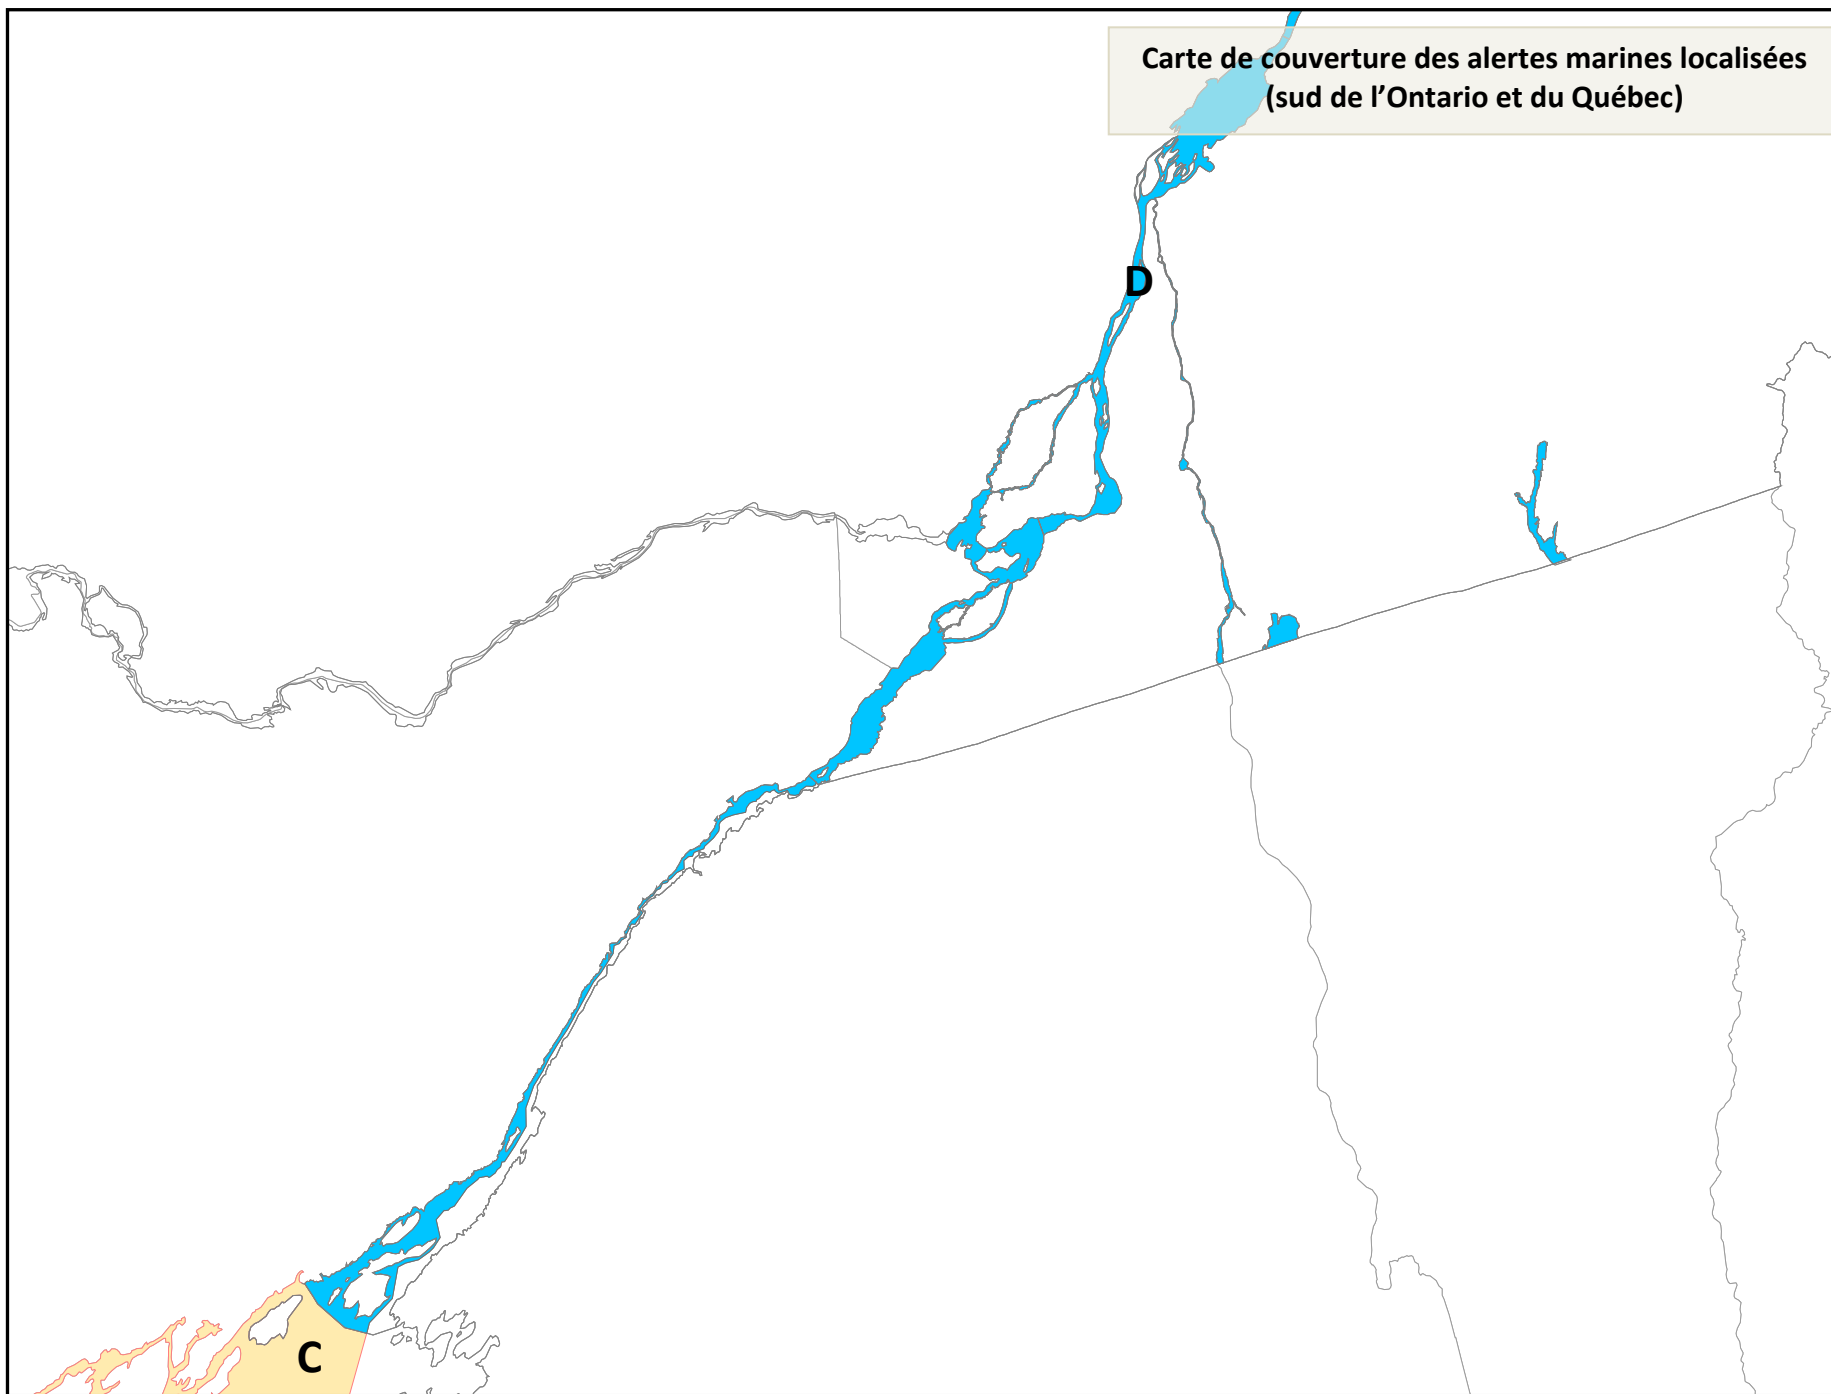 Carte de couverture des alertes marines localisées
(sud de l’Ontario et du Québec)
D
C